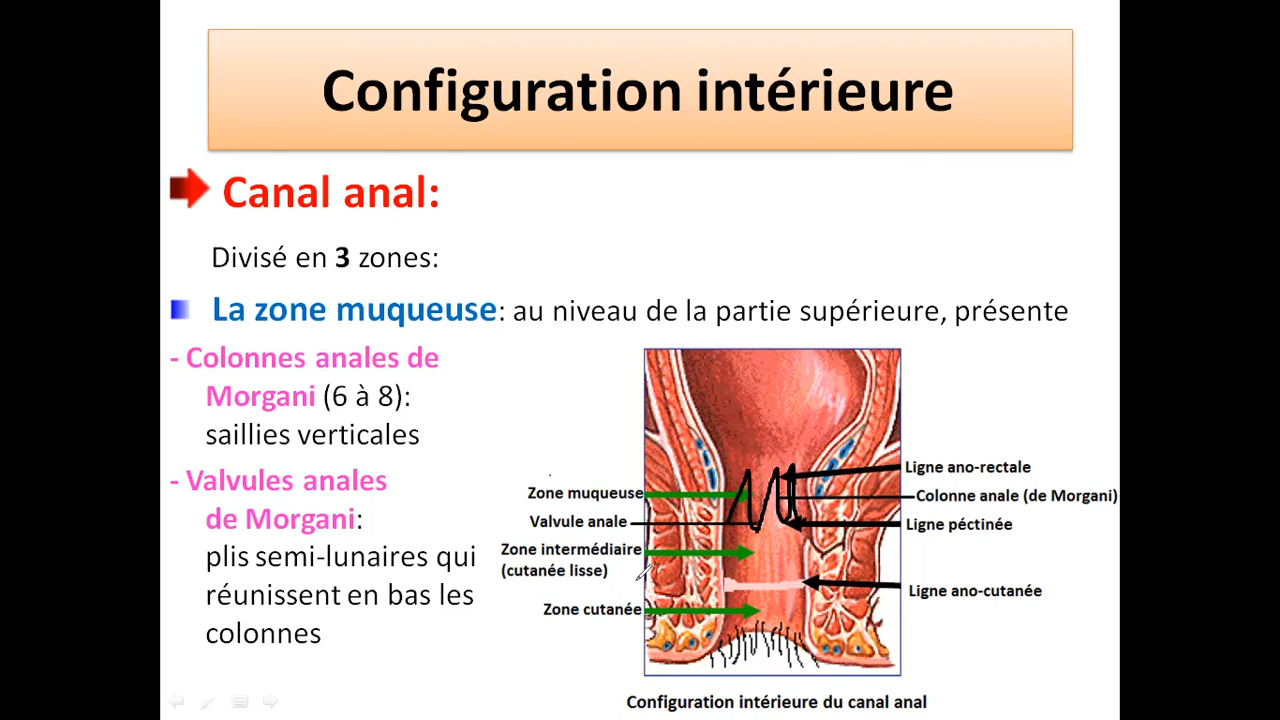 Configuration intérieure
Canal anal:
Divisé en 3 zones:
La zone muqueuse: au niveau de la partie supérieure, présente
- Colonnes anales de
Morgani (6 à 8):
saillies verticales
- Valvules anales
de Morgani:
plis semi-lunaires qui
réunissent en bas les
colonnes
Zone muqueuse
Valvule anale
Zone intermédiaire
(cutanée lisse)
Zone cutanée
Ligne ano-rectale
Colonne anale (de Morgani)
Ligne péctinée
Ligne ano-cutanée
Configuration intérieure du canal anal